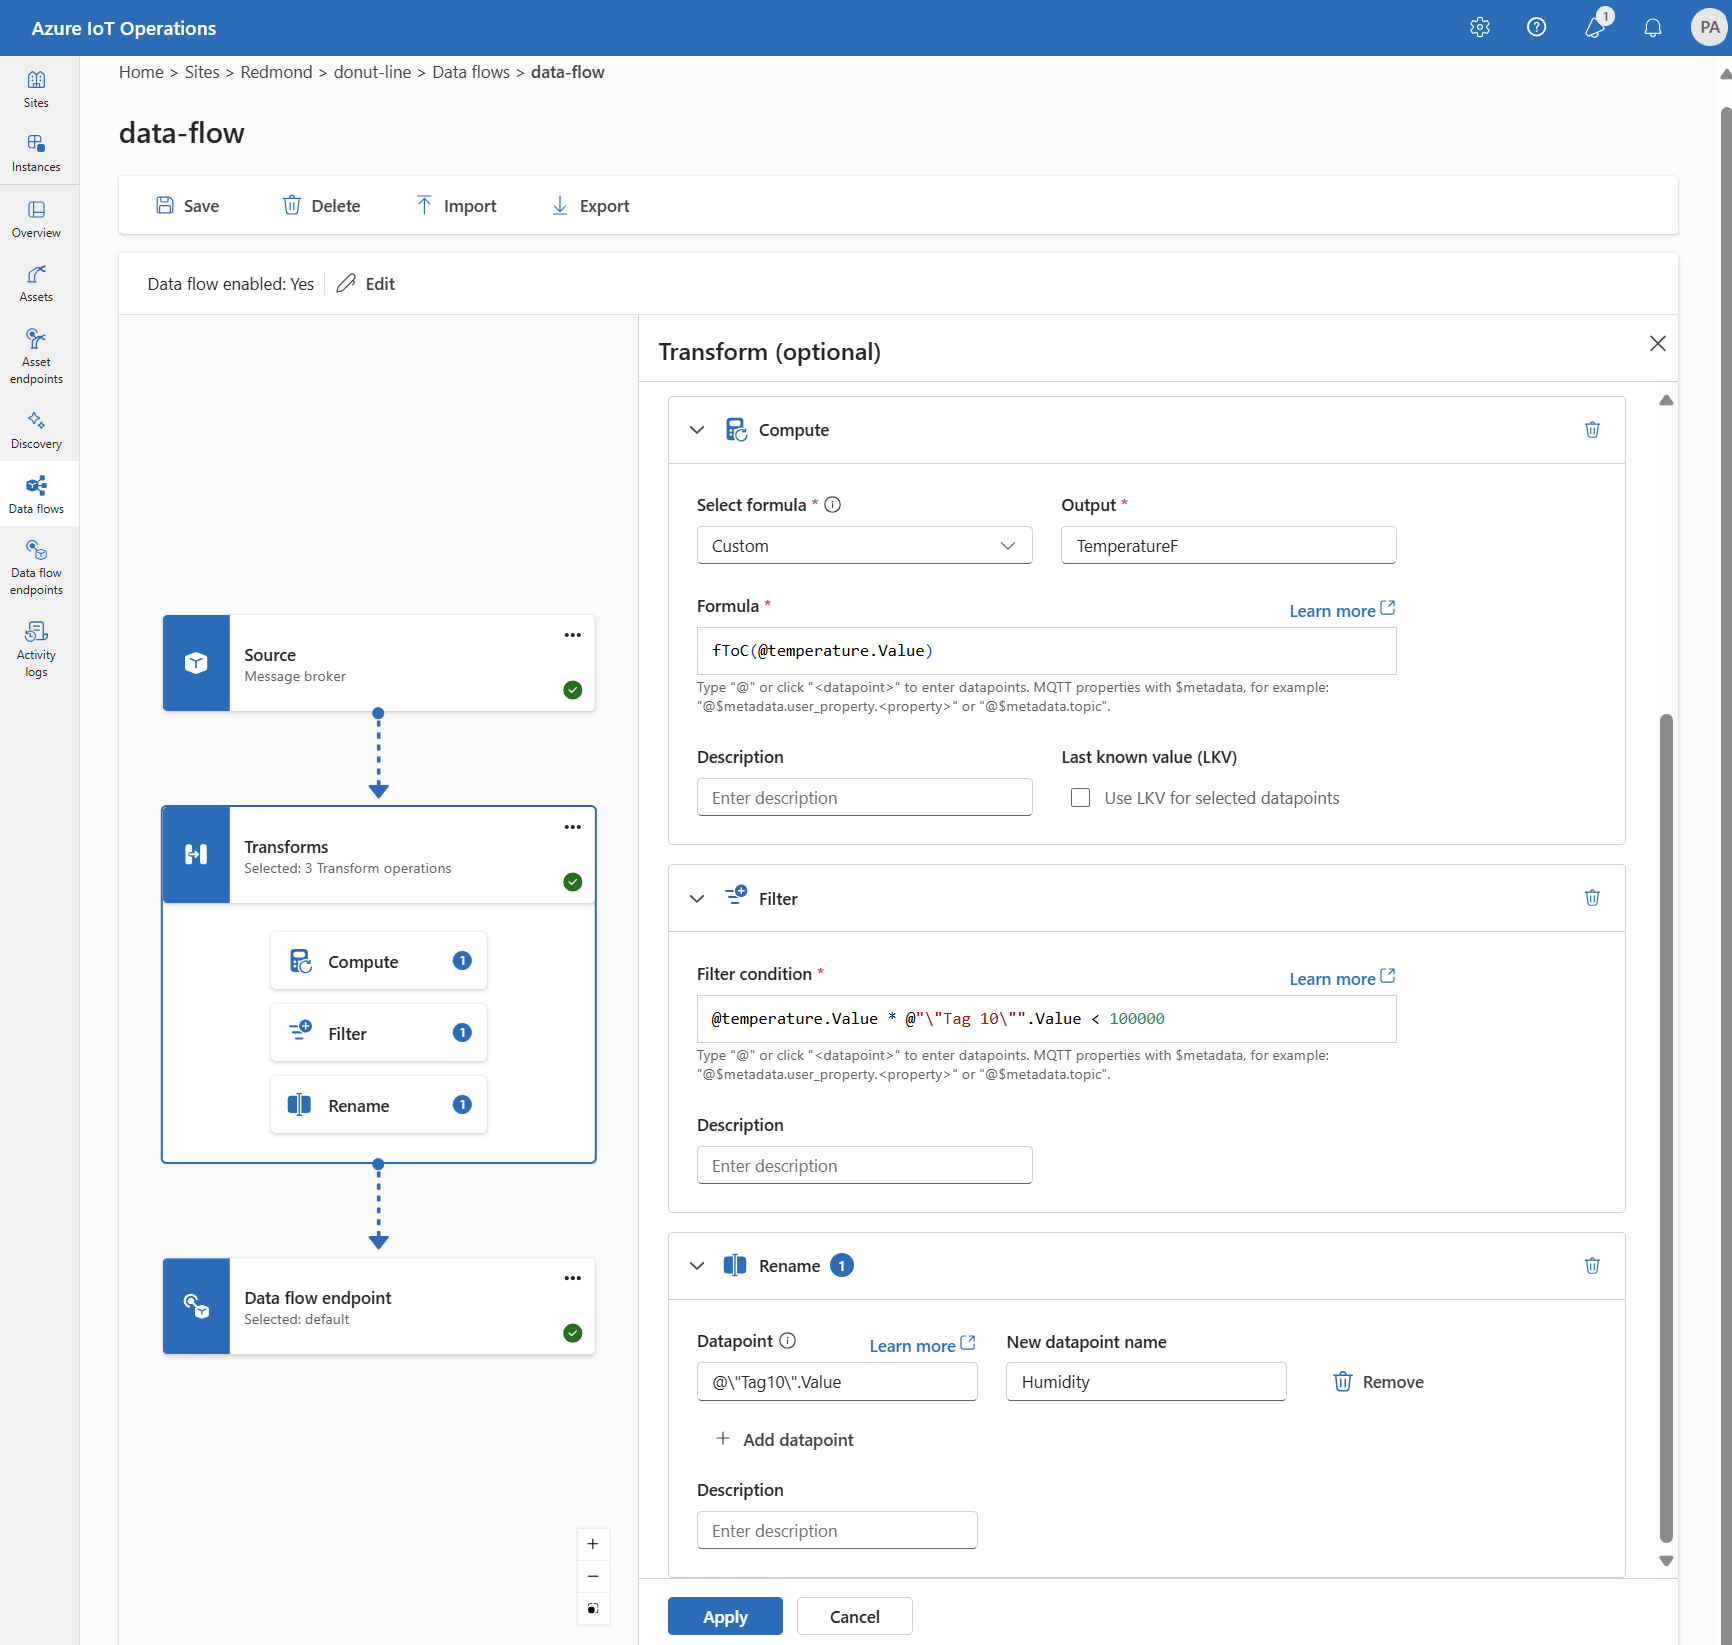 Azure IoT Operations
1
PA
Home > Sites > Redmond > donut-line > Data flows > data-flow
Sites
Instances
Overview
Assets
Asset
endpoints
Discovery
Data flows
Data flow
endpoints
Activity
logs
data-flow
Save
Delete
Import
Export
Data flow enabled: Yes
Edit
Source
Message broker
Transforms
Selected: 3 Transform operations
Compute 1
Filter 1
Rename 1
Data flow endpoint
Selected: default
Transform (optional)
Compute
Select formula *
Output *
Custom
TemperatureF
Formula *
Learn more
fToC(@temperature.Value)
Type "@" or click "<datapoint>" to enter datapoints. MQTT properties with $metadata, for example:
"@$metadata.user_property.<property>" or "@$metadata.topic".
Description
Last known value (LKV)
Enter description
Use LKV for selected datapoints
Filter
Filter condition *
Learn more
@temperature.Value * @"\"Tag 10\"".Value < 100000
Type "@" or click "<datapoint>" to enter datapoints. MQTT properties with $metadata, for example:
"@$metadata.user_property.<property>" or "@$metadata.topic".
Description
Enter description
Rename 1
Datapoint
Learn more
New datapoint name
@\"Tag10\".Value
Humidity
Remove
+ Add datapoint
Description
Enter description
Apply
Cancel